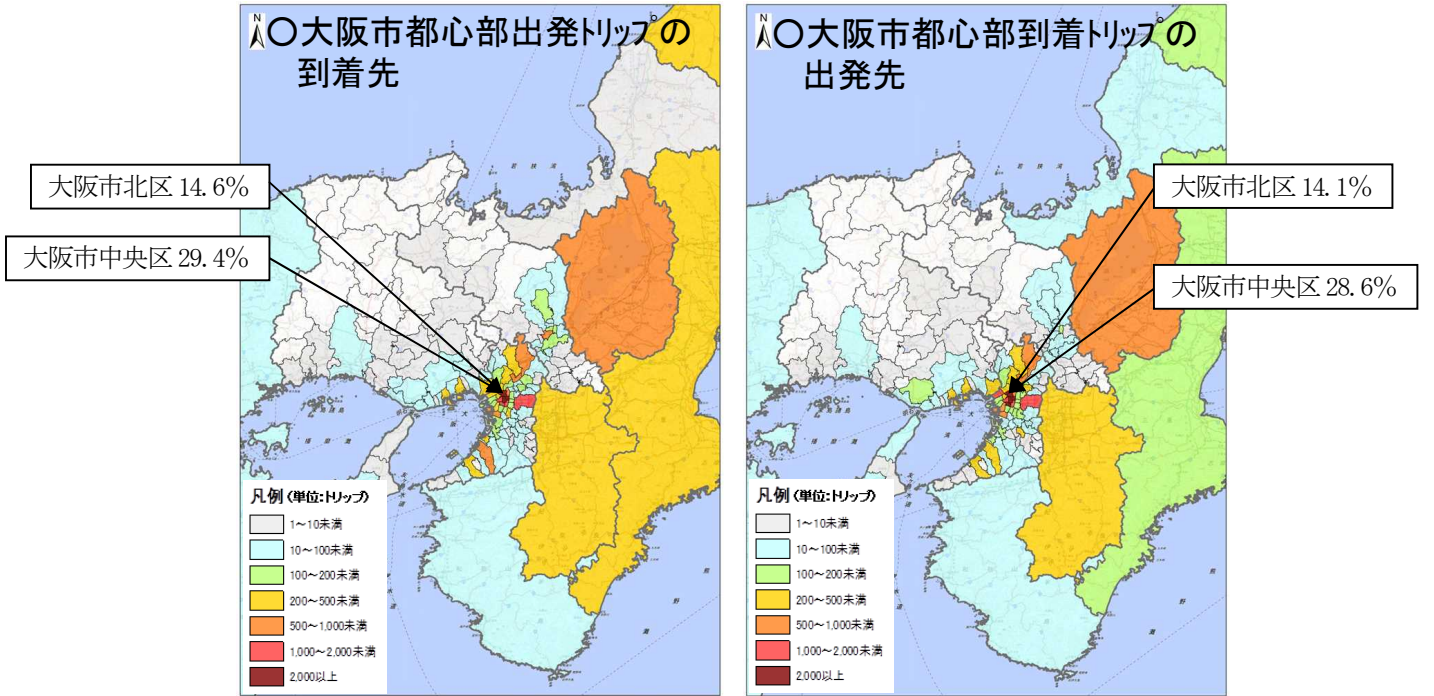 N
〇大阪市都心部出発トリップの
到着先
大阪市北区 14.6%
大阪市中央区 29.4%
凡例(単位:トリップ)
1～10未満
10～100未満
100～200未満
200～500未満
500～1,000未満
1,000～2,000未満
2,000以上
N
〇大阪市都心部到着トリップの
出発先
大阪市北区 14.1%
大阪市中央区 28.6%
凡例(単位:トリップ)
1～10未満
10～100未満
100～200未満
200～500未満
500～1,000未満
1,000～2,000未満
2,000以上